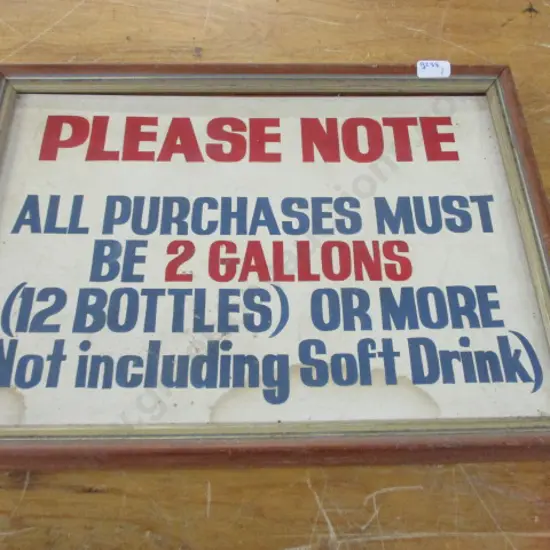 PLEASE NOTE
ALL PURCHASES MUST
BE 2 GALLONS
(12 BOTTLES) OR MORE
Not including Soft Drink)